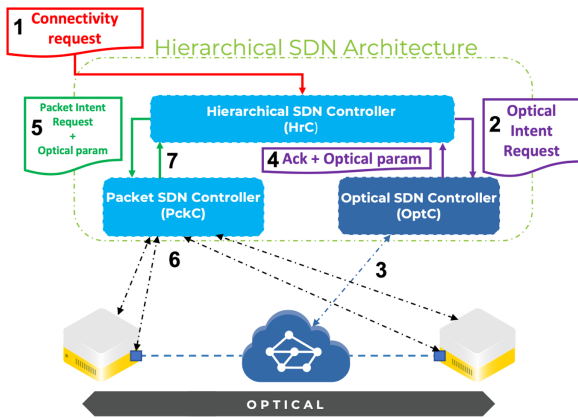 1 Connectivity
request
Hierarchical SDN Architecture
5 Packet Intent
Request
+
Optical param
Hierarchical SDN Controller
(HrC)
2 Optical
Intent
Request
7
4 Ack + Optical param
Packet SDN Controller
(PckC)
Optical SDN Controller
(OptC)
6
3
OPTICAL